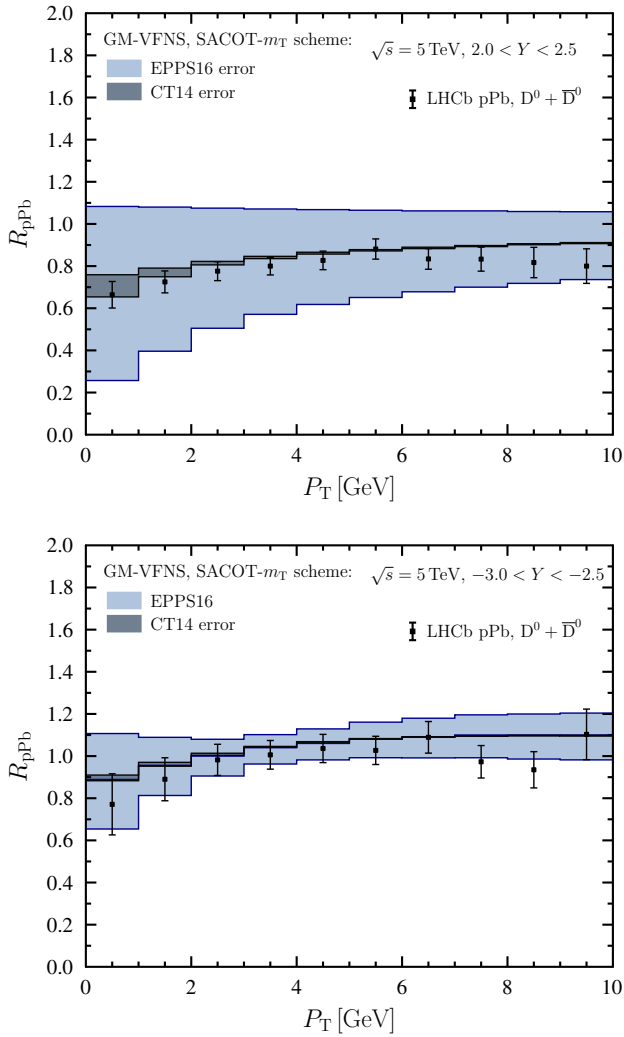 2.0
GM-VFNS, SACOT-m_T scheme:
√s = 5 TeV, 2.0 < Y < 2.5
1.8
EPPS16 error
CT14 error
LHCb pPb, D⁰ + D̅⁰
1.6
1.4
1.2
1.0
R_pPb
0.8
0.6
0.4
0.2
0.0
0 2 4 6 8 10
P_T [GeV]
2.0
GM-VFNS, SACOT-m_T scheme:
√s = 5 TeV, −3.0 < Y < −2.5
1.8
EPPS16
CT14 error
LHCb pPb, D⁰ + D̅⁰
1.6
1.4
1.2
1.0
R_pPb
0.8
0.6
0.4
0.2
0.0
0 2 4 6 8 10
P_T [GeV]